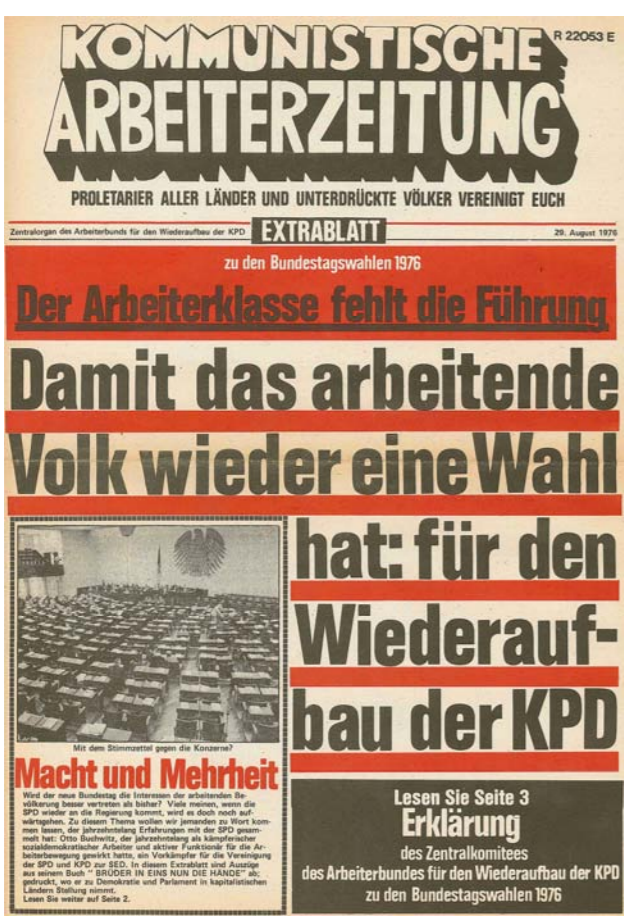 KOMMUNISTISCHE
R 22053 E
ARBEITERZEITUNG
PROLETARIER ALLER LÄNDER UND UNTERDRÜCKTE VÖLKER VEREINIGT EUCH
Zentralorgan des Arbeiterbunds für den Wiederaufbau der KPD
EXTRABLATT
29. August 1976
zu den Bundestagswahlen 1976
Der Arbeiterklasse fehlt die Führung
Damit das arbeitende
Volk wieder eine Wahl
hat: für den
Wiederauf-
bau der KPD
Mit dem Stimmzettel gegen die Konzerne?
Macht und Mehrheit
Wird der neue Bundestag die Interessen der arbeitenden Be-
völkerung besser vertreten als bisher? Viele meinen, wenn die
SPD wieder an die Regierung kommt, wird es doch noch auf-
wärtsgehen. Zu diesem Thema wollen wir jemanden zu Wort kom-
men lassen, der jahrzehntelang Erfahrungen mit der SPD gesam-
melt hat: Otto Buchwitz, der jahrzehntelang als kämpferischer
sozialdemokratischer Arbeiter und aktiver Funktionär für die Ar-
beiterbewegung gewirkt hatte, ein Vorkämpfer für die Vereinigung
der SPD und KPD zur SED. In diesem Extrablatt sind Auszüge
aus seinem Buch " BRÜDER IN EINS NUN DIE HÄNDE" ab;
gedruckt, wo er zu Demokratie und Parlament in kapitalistischen
Ländern Stellung nimmt.
Lesen Sie weiter auf Seite 2.
Lesen Sie Seite 3
Erklärung
des Zentralkomitees
des Arbeiterbundes für den Wiederaufbau der KPD
zu den Bundestagswahlen 1976